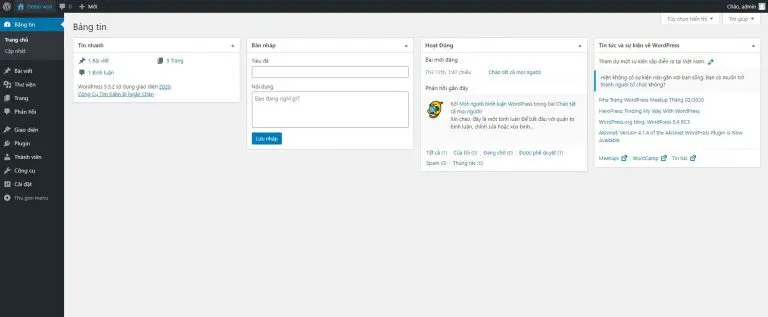 Demo woo
0
Mới
Chào, admin
Bảng tin
Trang chủ
Cập nhật
Bài viết
Thư viện
Trang
Phản hồi
Giao diện
Plugin
Thành viên
Công cụ
Cài đặt
Thu gọn menu
Bảng tin
Tùy chọn hiển thị
Trợ giúp
Tin nhanh
1 Bài viết
5 Trang
1 Bình luận
WordPress 5.3.2 sử dụng giao diện 2020.
Công Cụ Tìm Kiếm Bị Ngăn Chặn
Bản nháp
Tiêu đề
Nội dung
Bạn đang nghĩ gì?
Lưu nháp
Hoạt Động
Bài mới đăng
Th2 11th, 1:47 chiều
Chào tất cả mọi người!
Phản hồi gần đây
Bởi Một người bình luận WordPress trong bài Chào tất
cả mọi người!
Xin chào, đây là một bình luận Để bắt đầu với quản trị
bình luận, chỉnh sửa hoặc xóa bình…
Tất cả (1)
Của tôi (0)
Đang chờ (0)
Được phê duyệt (1)
Spam (0)
Thùng rác (0)
Tin tức và sự kiện về WordPress
Tham dự một sự kiện sắp diễn ra tại Việt Nam.
Hiện không có sự kiện nào gần nơi bạn sống. Bạn có muốn trở
thành người tổ chức không?
Nha Trang WordPress Meetup Tháng 02/2020
HeroPress: Finding My Way With WordPress
WordPress.org blog: WordPress 5.4 RC3
Akismet: Version 4.1.4 of the Akismet WordPress Plugin is Now
Available
Meetups
WordCamp
Tin tức